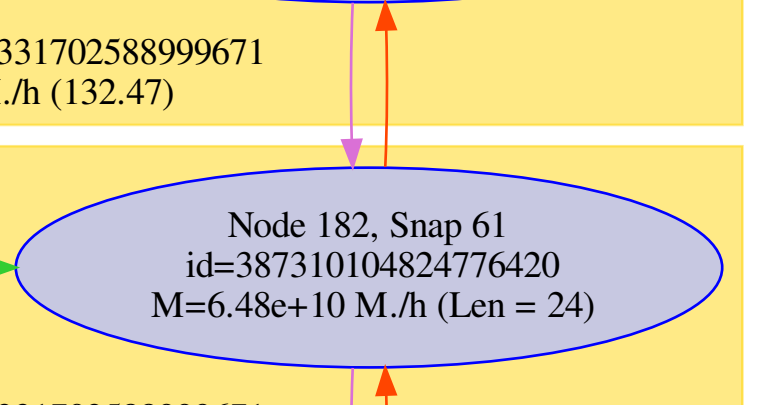 331702588999671
./h (132.47)
Node 182, Snap 61
id=387310104824776420
M=6.48e+10 M./h (Len = 24)